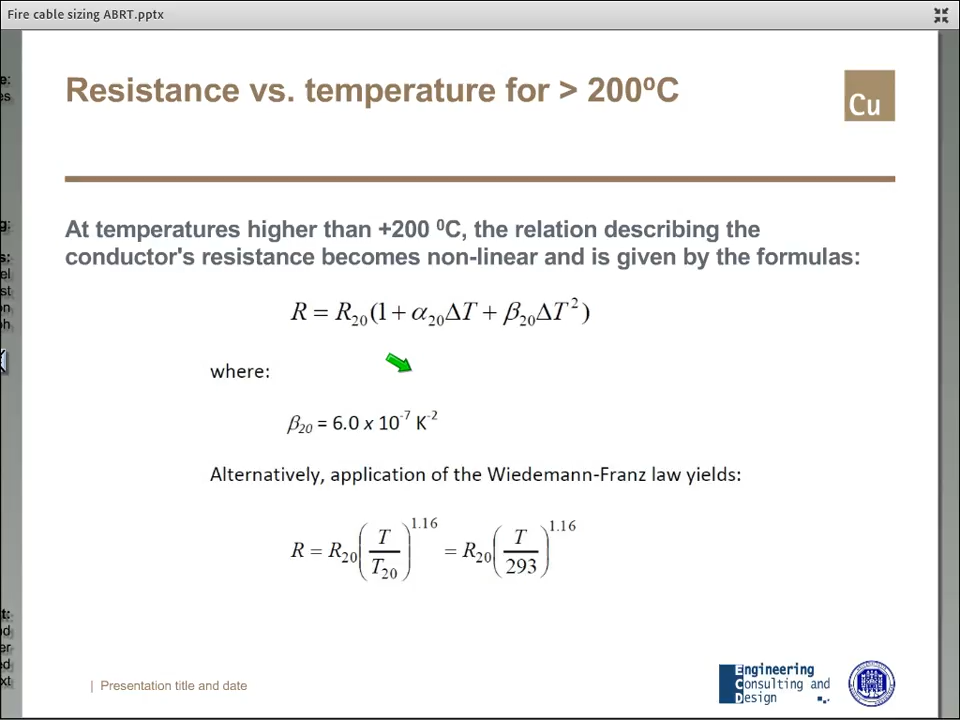 Fire cable sizing ABRT.pptx
Resistance vs. temperature for > 200⁰C
Cu
At temperatures higher than +200 ⁰C, the relation describing the
conductor's resistance becomes non-linear and is given by the formulas:
R = R₂₀(1 + α₂₀ΔT + β₂₀ΔT²)
where:
β₂₀ = 6.0 x 10⁻⁷ K⁻²
Alternatively, application of the Wiedemann-Franz law yields:
R = R₂₀(T/T₂₀)^1.16 = R₂₀(T/293)^1.16
| Presentation title and date
Engineering
Consulting and
Design